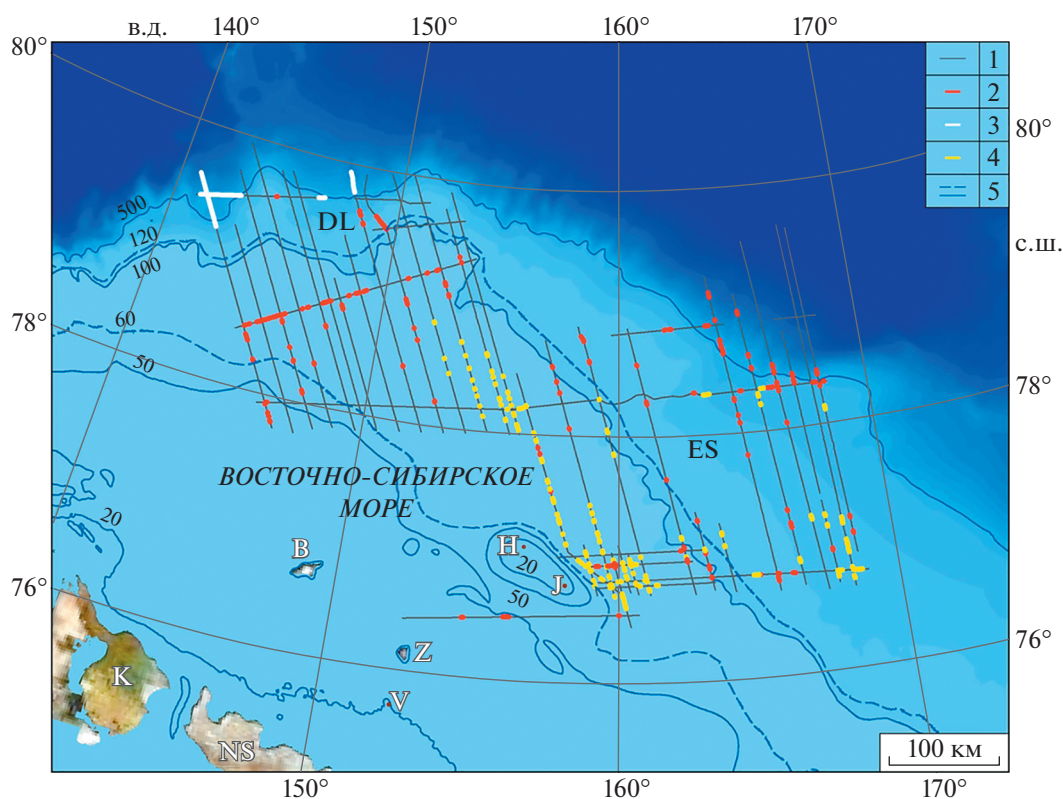 в.д. 140° 150° 160° 170°
80°
1
2
3
4
5
80°
500
120
100
DL
с.ш.
78°
60
50
78°
ES
ВОСТОЧНО-СИБИРСКОЕ
МОРЕ
20
B
H
20
J
50
76°
Z
76°
K
V
NS
100 км
150° 160° 170°